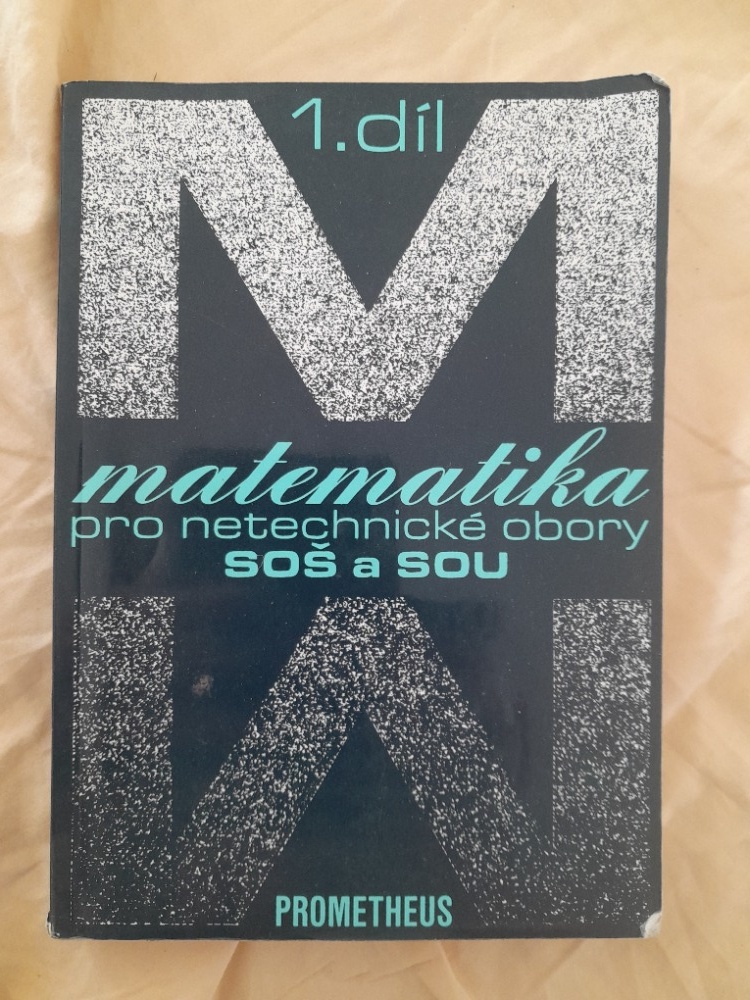 1.díl
M
matematika
pro netechnické obory
SOŠ a SOU
PROMETHEUS